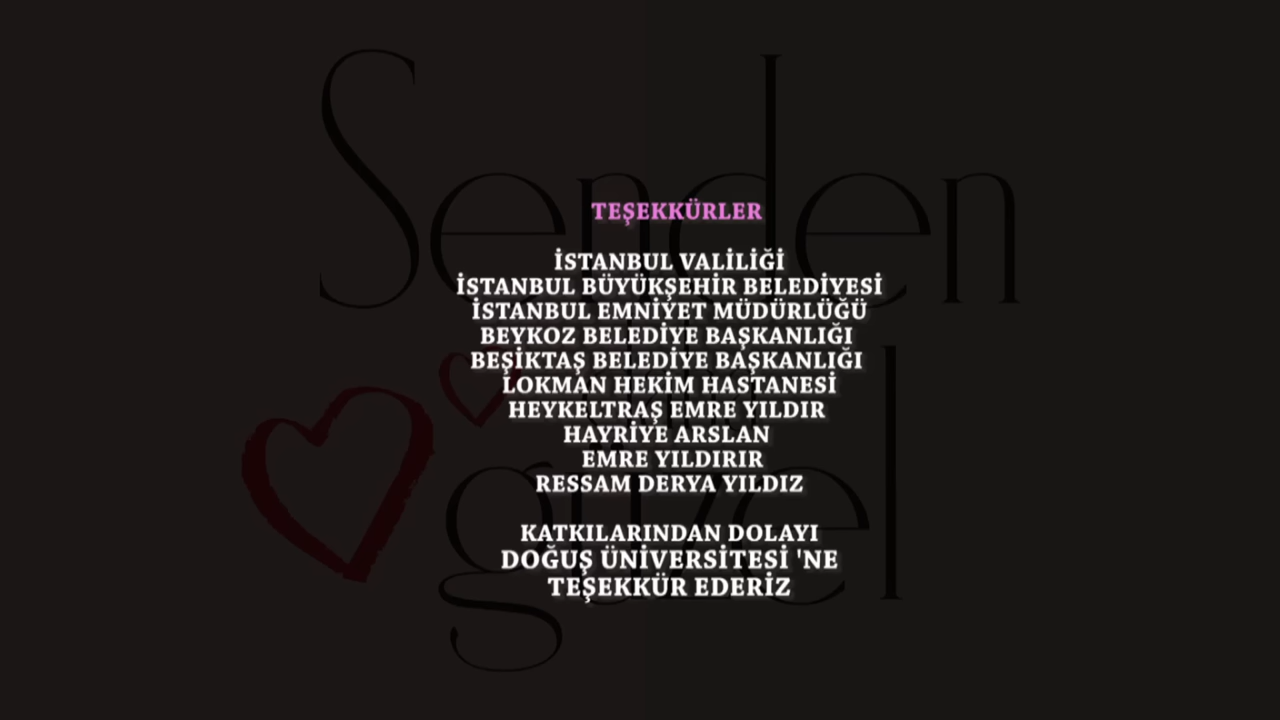 Senden
güzel
TEŞEKKÜRLER
İSTANBUL VALİLİĞİ
İSTANBUL BÜYÜKŞEHİR BELEDİYESİ
İSTANBUL EMNİYET MÜDÜRLÜĞÜ
BEYKOZ BELEDİYE BAŞKANLIĞI
BEŞİKTAŞ BELEDİYE BAŞKANLIĞI
LOKMAN HEKİM HASTANESİ
HEYKELTRAŞ EMRE YILDIR
HAYRİYE ARSLAN
EMRE YILDIRIR
RESSAM DERYA YILDIZ
KATKILARINDAN DOLAYI
DOĞUŞ ÜNİVERSİTESİ 'NE
TEŞEKKÜR EDERİZ